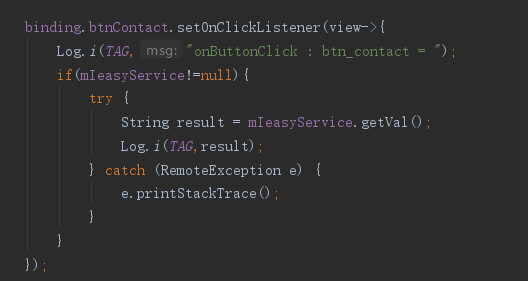 binding.btnContact.setOnClickListener(view->{
    Log.i(TAG, msg: "onButtonClick : btn_contact = ");
    if(mIeasyService!=null){
        try {
            String result = mIeasyService.getVal();
            Log.i(TAG,result);
        } catch (RemoteException e) {
            e.printStackTrace();
        }
    }
});